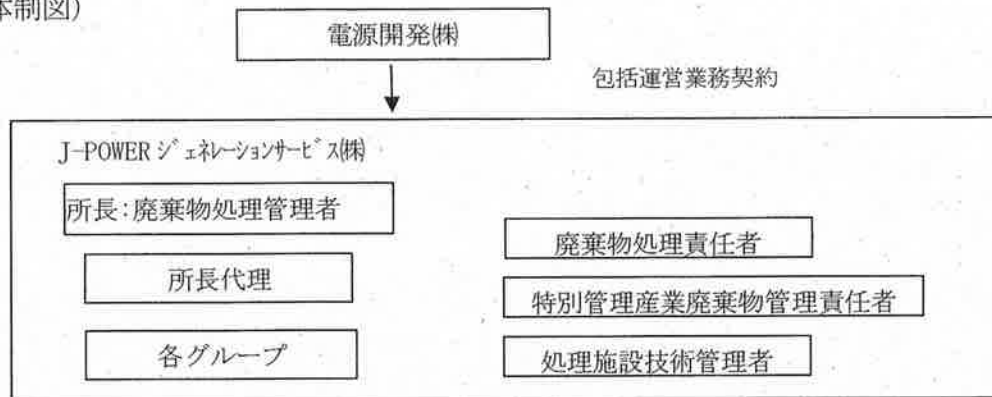 体制図)
電源開発㈱
包括運営業務契約
J-POWER ｼﾞｪﾈﾚｰｼｮﾝｻｰﾋﾞｽ㈱
所長:廃棄物処理管理者
廃棄物処理責任者
所長代理
特別管理産業廃棄物管理責任者
各グループ
処理施設技術管理者